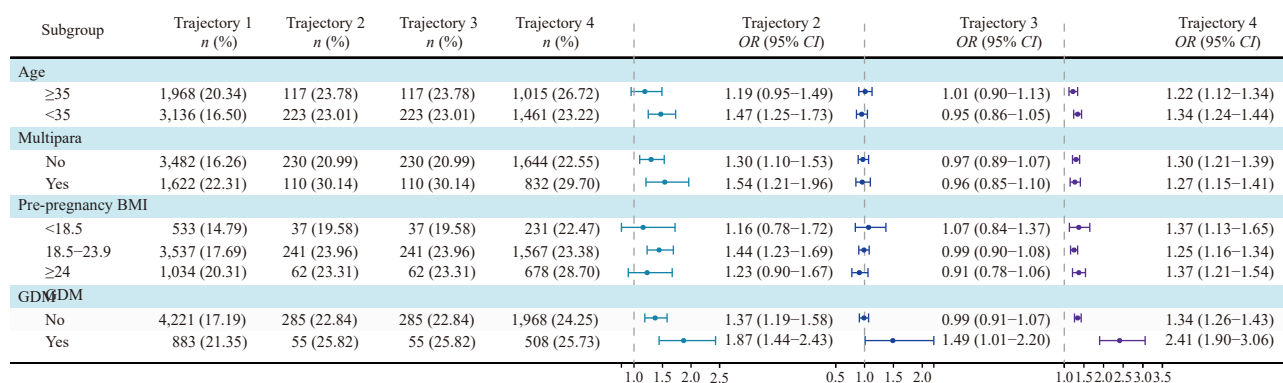 Subgroup Trajectory 1 n (%) Trajectory 2 n (%) Trajectory 3 n (%) Trajectory 4 n (%) Trajectory 2 OR (95% CI) Trajectory 3 OR (95% CI) Trajectory 4 OR (95% CI)
Age
≥35 1,968 (20.34) 117 (23.78) 117 (23.78) 1,015 (26.72) 1.19 (0.95−1.49) 1.01 (0.90−1.13) 1.22 (1.12−1.34)
<35 3,136 (16.50) 223 (23.01) 223 (23.01) 1,461 (23.22) 1.47 (1.25−1.73) 0.95 (0.86−1.05) 1.34 (1.24−1.44)
Multipara
No 3,482 (16.26) 230 (20.99) 230 (20.99) 1,644 (22.55) 1.30 (1.10−1.53) 0.97 (0.89−1.07) 1.30 (1.21−1.39)
Yes 1,622 (22.31) 110 (30.14) 110 (30.14) 832 (29.70) 1.54 (1.21−1.96) 0.96 (0.85−1.10) 1.27 (1.15−1.41)
Pre-pregnancy BMI
<18.5 533 (14.79) 37 (19.58) 37 (19.58) 231 (22.47) 1.16 (0.78−1.72) 1.07 (0.84−1.37) 1.37 (1.13−1.65)
18.5−23.9 3,537 (17.69) 241 (23.96) 241 (23.96) 1,567 (23.38) 1.44 (1.23−1.69) 0.99 (0.90−1.08) 1.25 (1.16−1.34)
≥24 1,034 (20.31) 62 (23.31) 62 (23.31) 678 (28.70) 1.23 (0.90−1.67) 0.91 (0.78−1.06) 1.37 (1.21−1.54)
GDM GDM
No 4,221 (17.19) 285 (22.84) 285 (22.84) 1,968 (24.25) 1.37 (1.19−1.58) 0.99 (0.91−1.07) 1.34 (1.26−1.43)
Yes 883 (21.35) 55 (25.82) 55 (25.82) 508 (25.73) 1.87 (1.44−2.43) 1.49 (1.01−2.20) 2.41 (1.90−3.06)
1.0 1.5 2.0 2.5 0.5 1.0 1.5 2.0 1.0 1.5 2.0 2.5 3.0 3.5